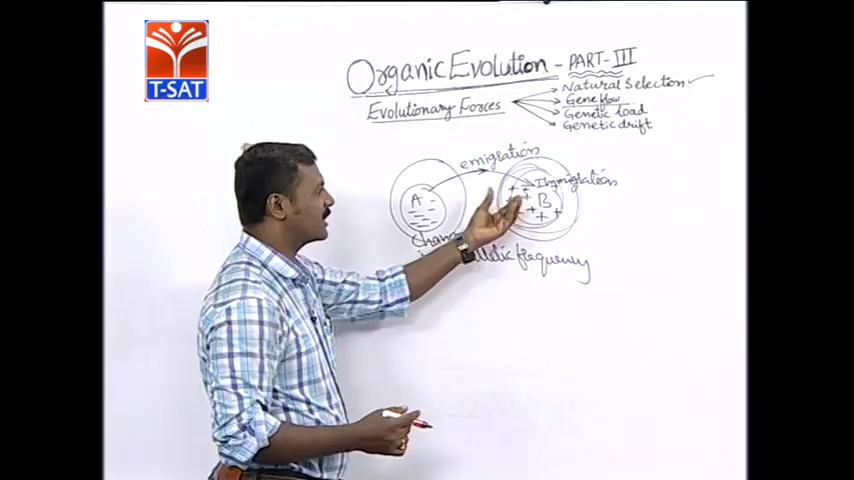 T-SAT
Organic Evolution - PART-III
Evolutionary Forces
Natural Selection
Gene flow
Genetic load
Genetic drift
emigration
Immigration
A
B
allelic frequency